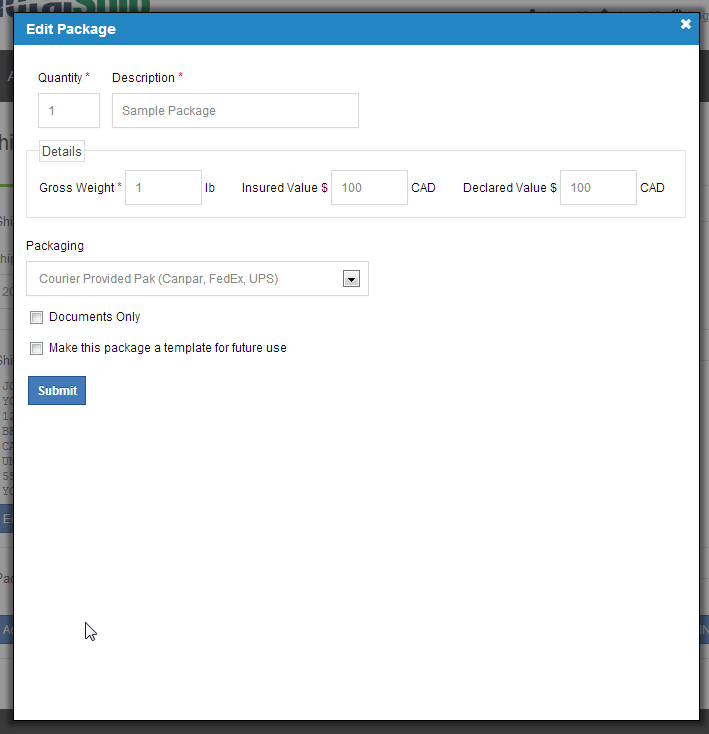 Edit Package
Quantity * Description *
1 Sample Package
Details
Gross Weight * 1 lb Insured Value $ 100 CAD Declared Value $ 100 CAD
Packaging
Courier Provided Pak (Canpar, FedEx, UPS)
Documents Only
Make this package a template for future use
Submit